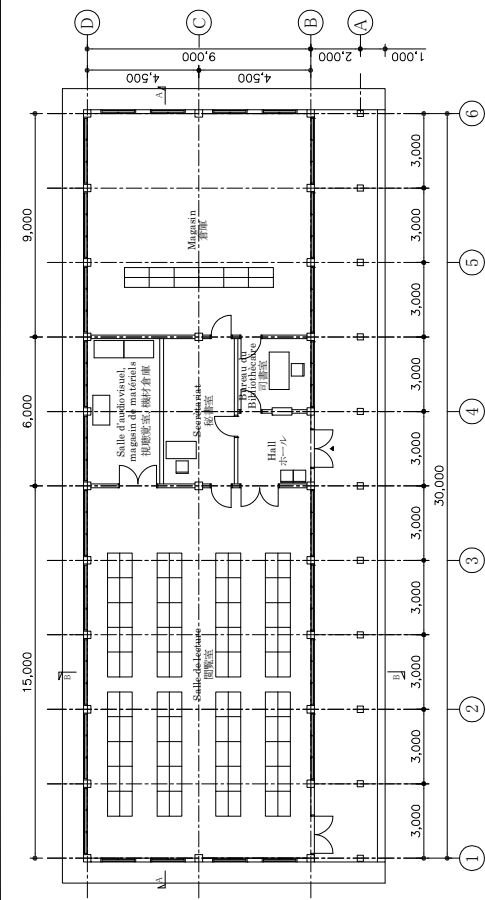 15,000
6,000
9,000
D
C
B
A
4,500
4,500
9,000
2,000
1,000
A
A
B
B
Salle d'audiovisuel,
magasin de matériels
視聴覚室, 機材倉庫
Magasin
倉庫
Salle de lecture
閲覧室
Secrétariat
秘書室
Bureau du
Bibliothécaire
司書室
Hall
ホール
3,000
3,000
3,000
3,000
3,000
3,000
3,000
3,000
3,000
3,000
30,000
1
2
3
4
5
6